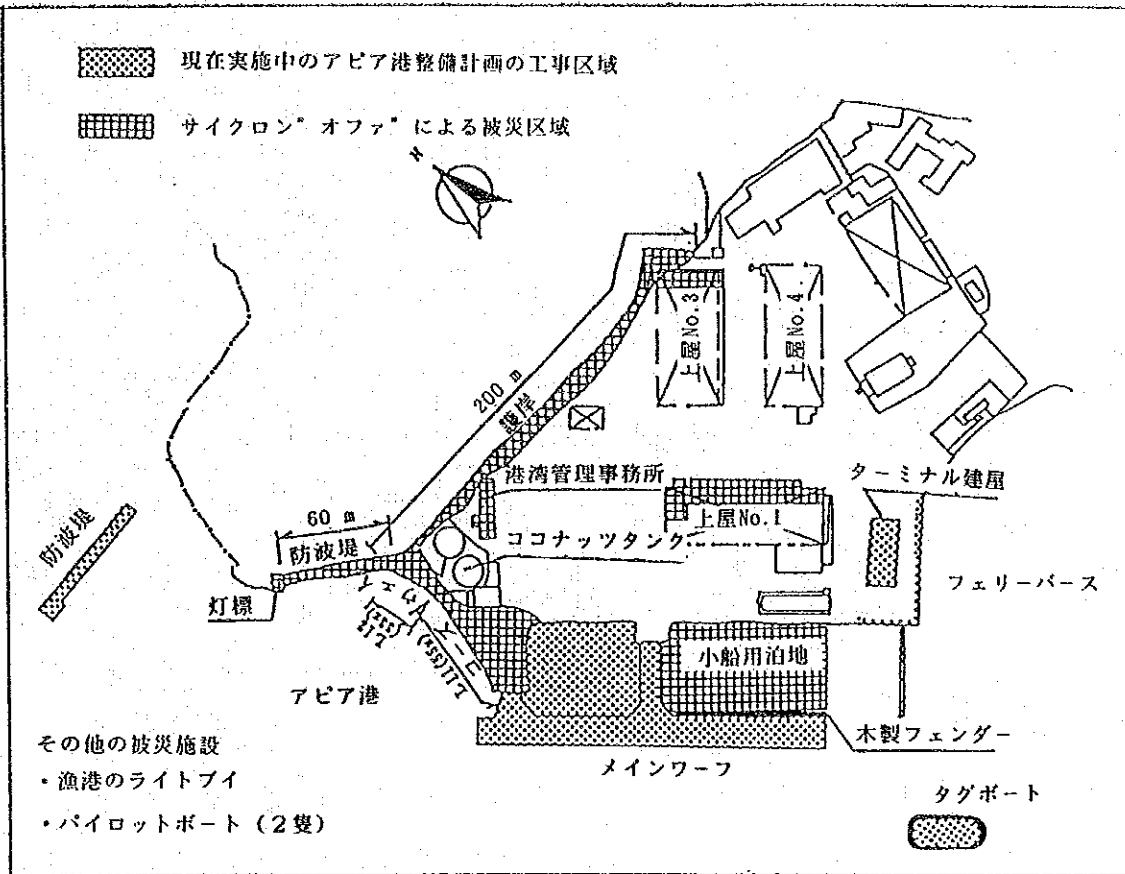 現在実施中のアピア港整備計画の工事区域
サイクロン"オファ"による被災区域
N
上屋No.3
上屋No.4
200 m
護岸
港湾管理事務所
ターミナル建屋
60 m
防波堤
防波堤
上屋No.1
ココナッツタンク
フェリーバース
灯標
小船用泊地
アピア港
木製フェンダー
メインワーフ
その他の被災施設
・漁港のライトブイ
・パイロットボート(2隻)
タグボート